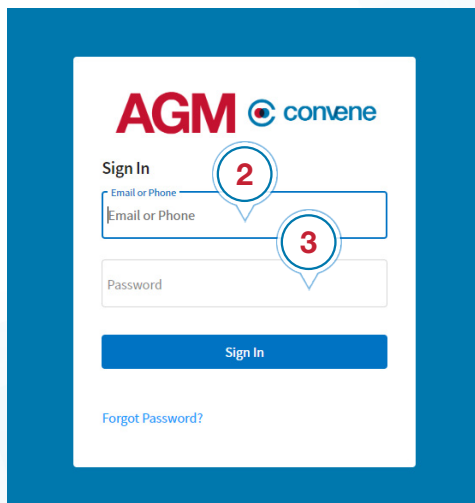 AGM convene
Sign In
2
Email or Phone
Email or Phone
3
Password
Sign In
Forgot Password?